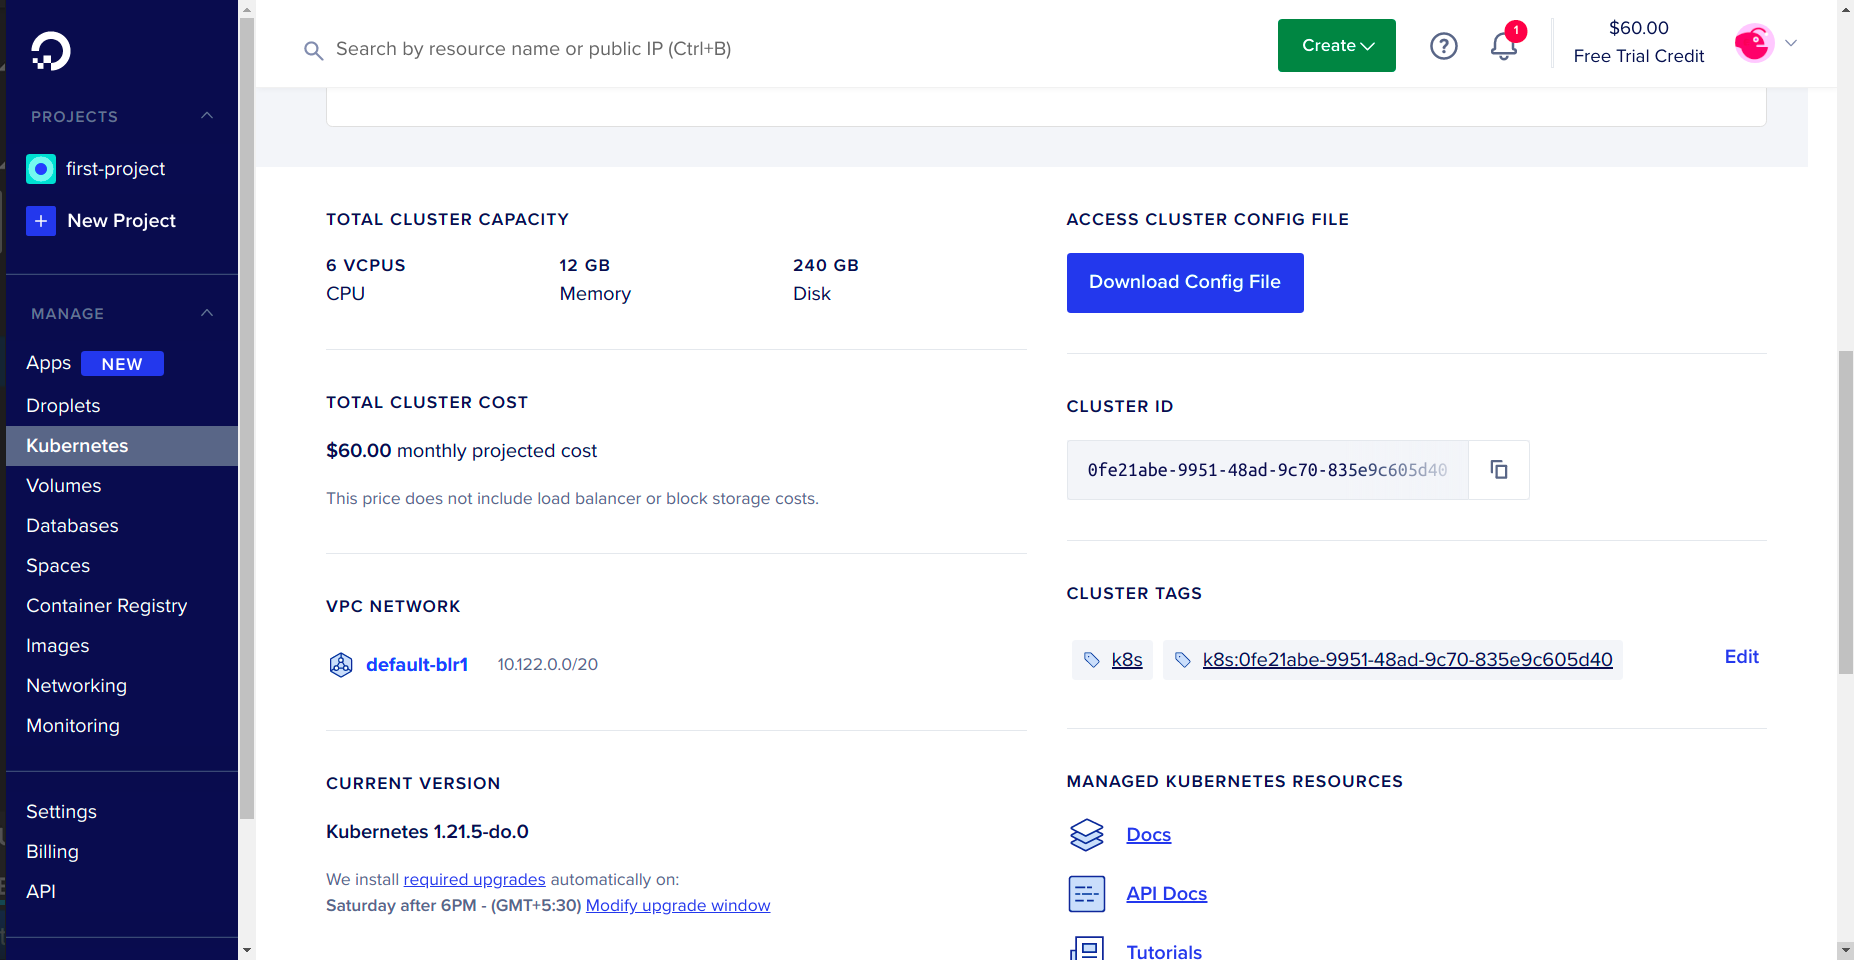 Search by resource name or public IP (Ctrl+B)
Create
1
$60.00
Free Trial Credit
PROJECTS
first-project
New Project
MANAGE
Apps NEW
Droplets
Kubernetes
Volumes
Databases
Spaces
Container Registry
Images
Networking
Monitoring
Settings
Billing
API
TOTAL CLUSTER CAPACITY
6 VCPUS 12 GB 240 GB
CPU Memory Disk
TOTAL CLUSTER COST
$60.00 monthly projected cost
This price does not include load balancer or block storage costs.
VPC NETWORK
default-blr1 10.122.0.0/20
CURRENT VERSION
Kubernetes 1.21.5-do.0
We install required upgrades automatically on:
Saturday after 6PM - (GMT+5:30) Modify upgrade window
ACCESS CLUSTER CONFIG FILE
Download Config File
CLUSTER ID
0fe21abe-9951-48ad-9c70-835e9c605d40
CLUSTER TAGS
k8s k8s:0fe21abe-9951-48ad-9c70-835e9c605d40 Edit
MANAGED KUBERNETES RESOURCES
Docs
API Docs
Tutorials